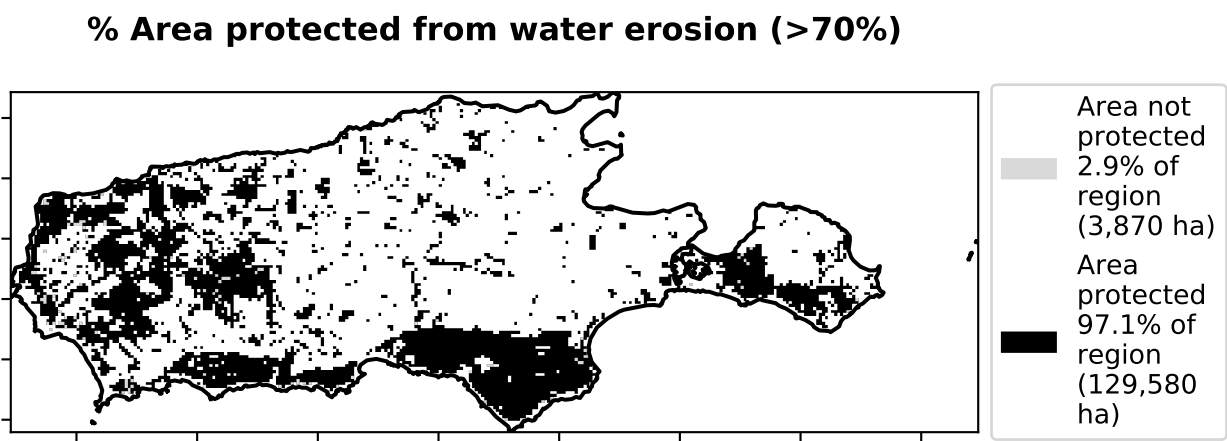 % Area protected from water erosion (>70%)
Area not
protected
2.9% of
region
(3,870 ha)
Area
protected
97.1% of
region
(129,580
ha)